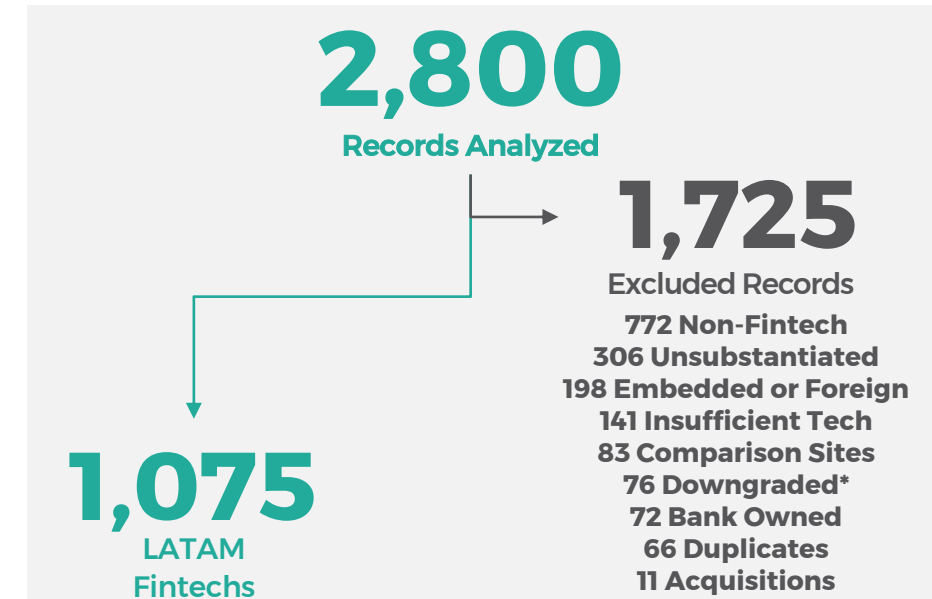 2,800
Records Analyzed
1,725
Excluded Records
772 Non-Fintech
306 Unsubstantiated
198 Embedded or Foreign
141 Insufficient Tech
83 Comparison Sites
76 Downgraded*
72 Bank Owned
66 Duplicates
11 Acquisitions
1,075
LATAM
Fintechs